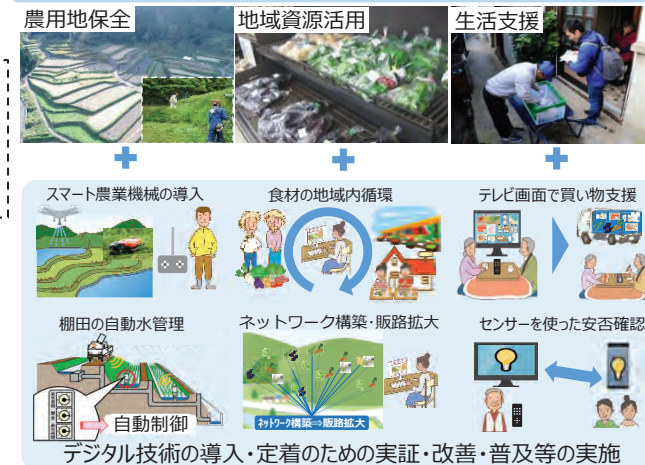 農用地保全
地域資源活用
生活支援
スマート農業機械の導入
食材の地域内循環
テレビ画面で買い物支援
棚田の自動水管理
ネットワーク構築・販路拡大
センサーを使った安否確認
自動制御
ネットワーク構築⇒販路拡大
デジタル技術の導入・定着のための実証・改善・普及等の実施